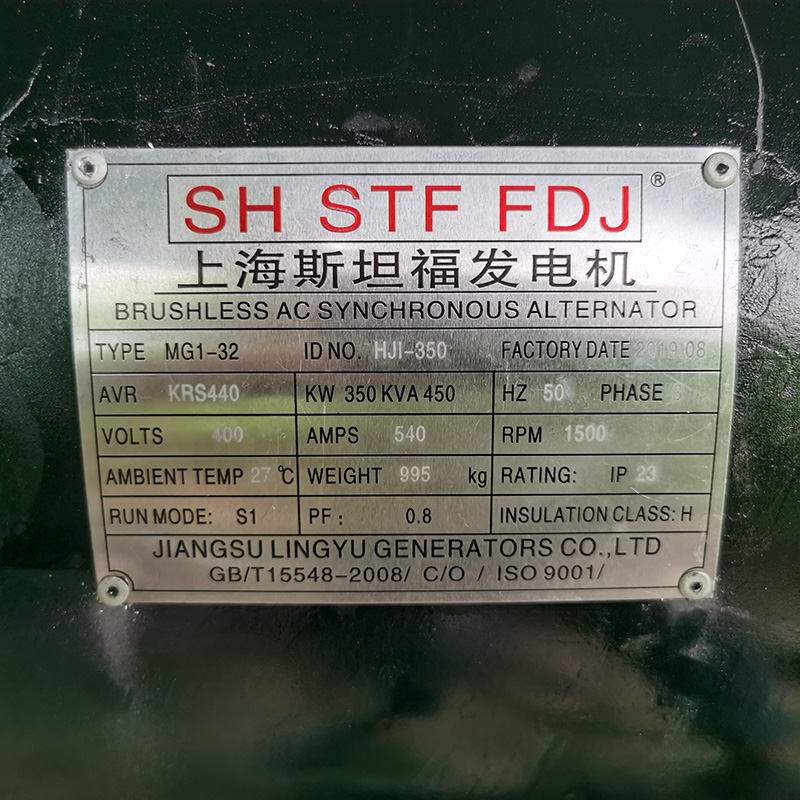 SH STF FDJ®
上海斯坦福发电机
BRUSHLESS AC SYNCHRONOUS ALTERNATOR
TYPE MG1-32 ID NO. HJI-350 FACTORY DATE 2019 08
AVR KRS440 KW 350 KVA 450 HZ 50 PHASE 3
VOLTS 400 AMPS 540 RPM 1500
AMBIENT TEMP 27 ℃ WEIGHT 995 kg RATING: IP 23
RUN MODE: S1 PF: 0.8 INSULATION CLASS: H
JIANGSU LINGYU GENERATORS CO.,LTD
GB/T15548-2008/ C/O / ISO 9001/